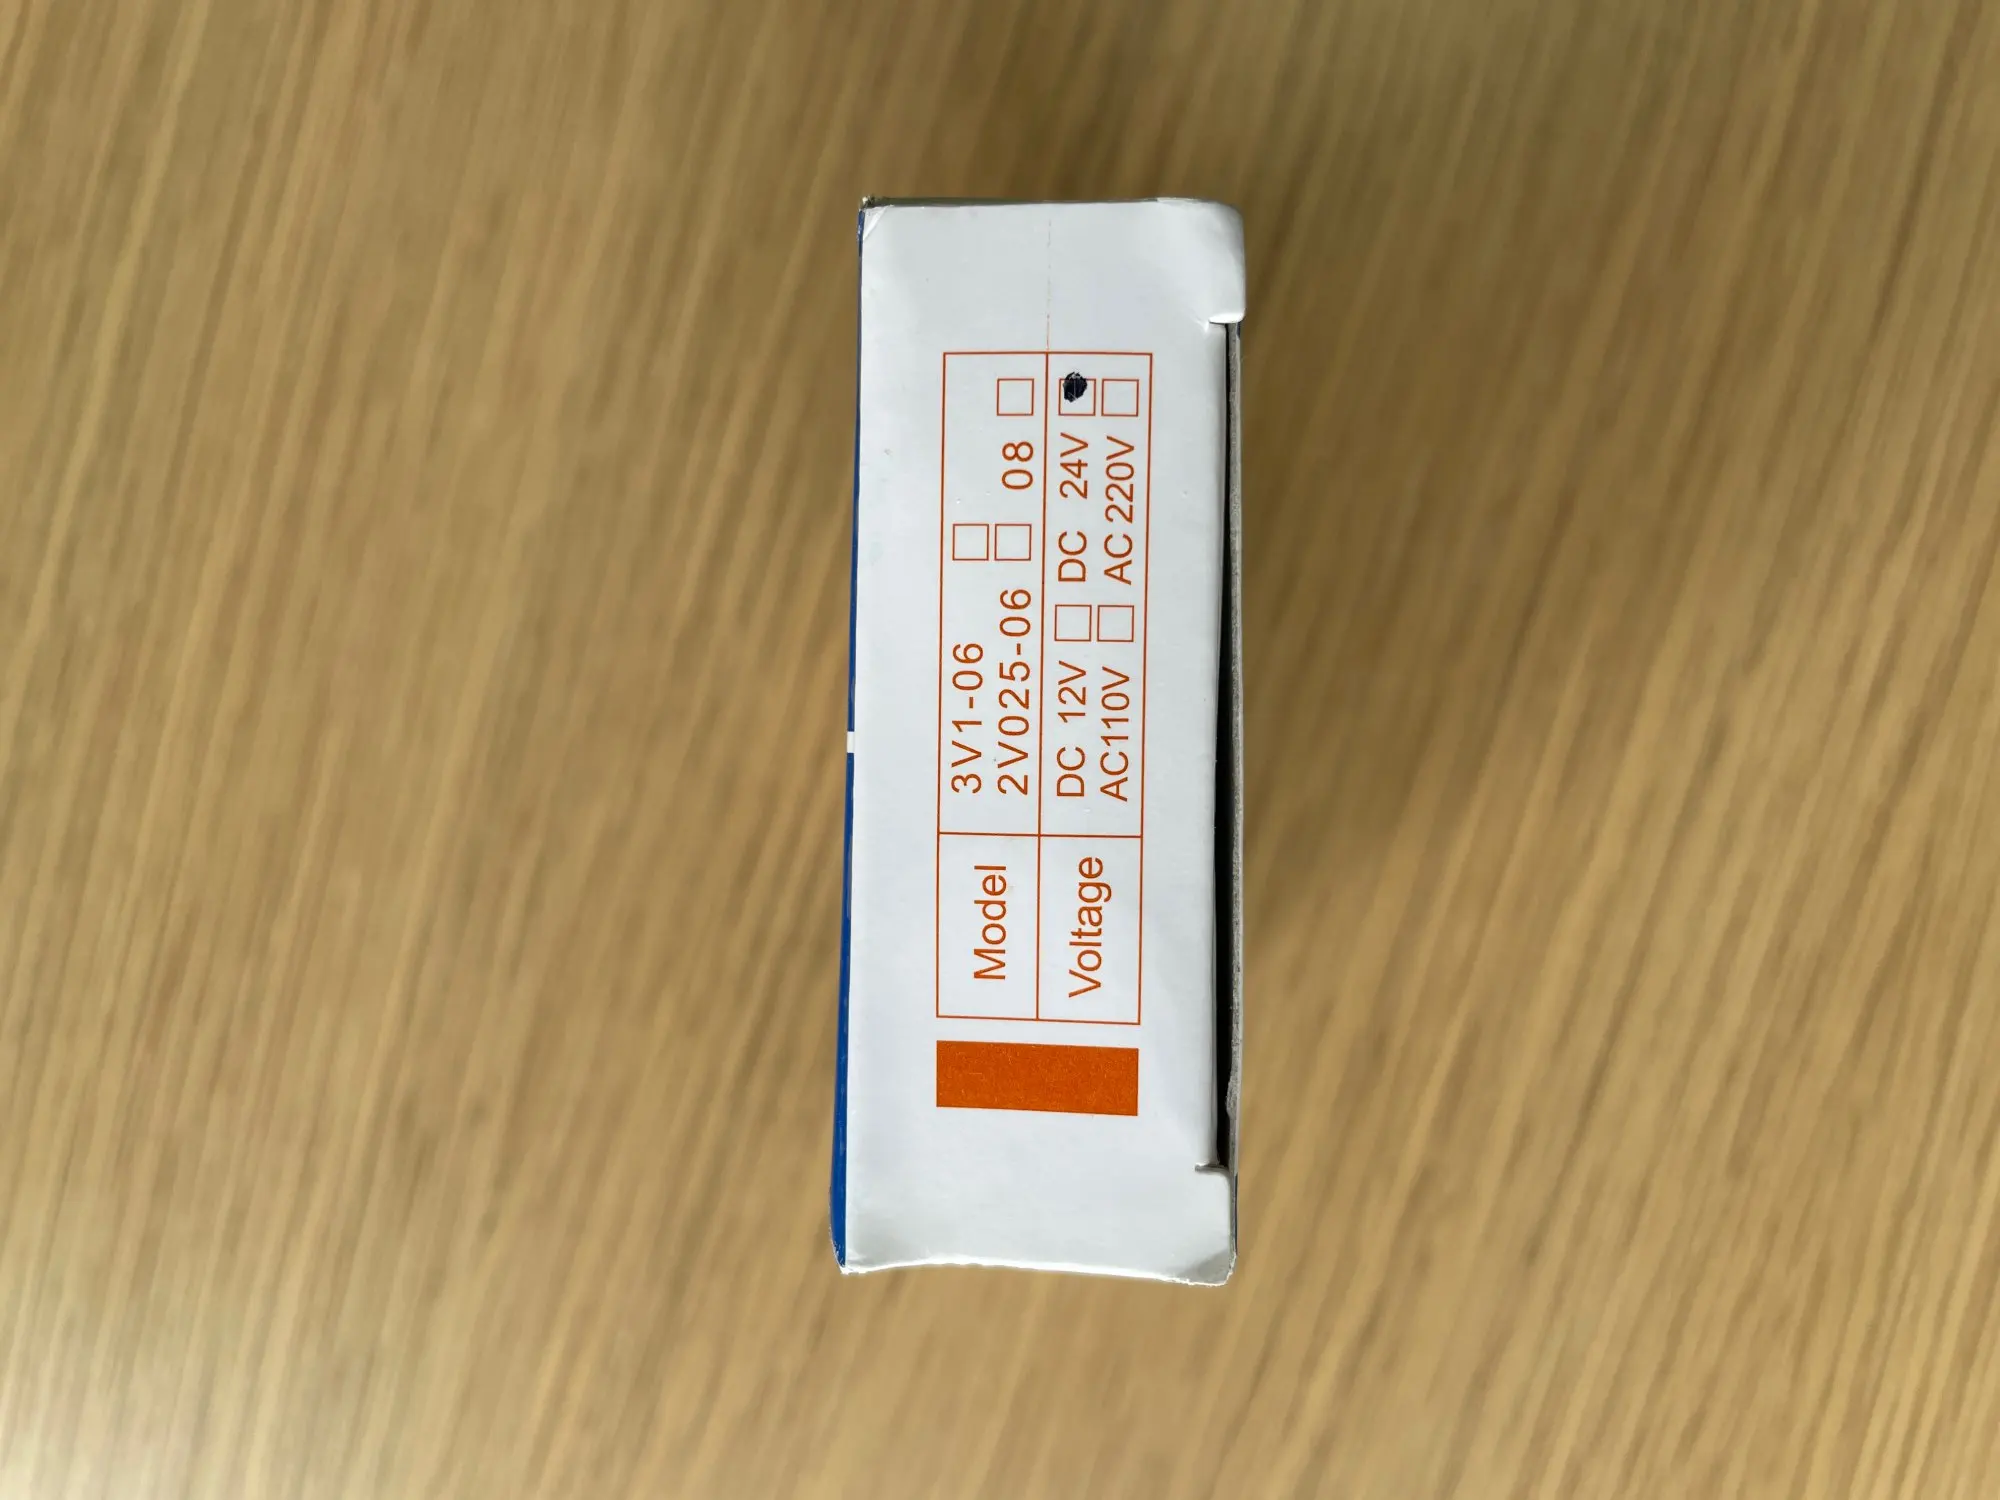 Model
3V1-06 □
2V025-06 □ 08 □
Voltage
DC 12V □ DC 24V ☑
AC110V □ AC 220V □